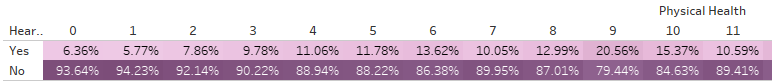 Physical Health
Hear.. 0 1 2 3 4 5 6 7 8 9 10 11
Yes 6.36% 5.77% 7.86% 9.78% 11.06% 11.78% 13.62% 10.05% 12.99% 20.56% 15.37% 10.59%
No 93.64% 94.23% 92.14% 90.22% 88.94% 88.22% 86.38% 89.95% 87.01% 79.44% 84.63% 89.41%